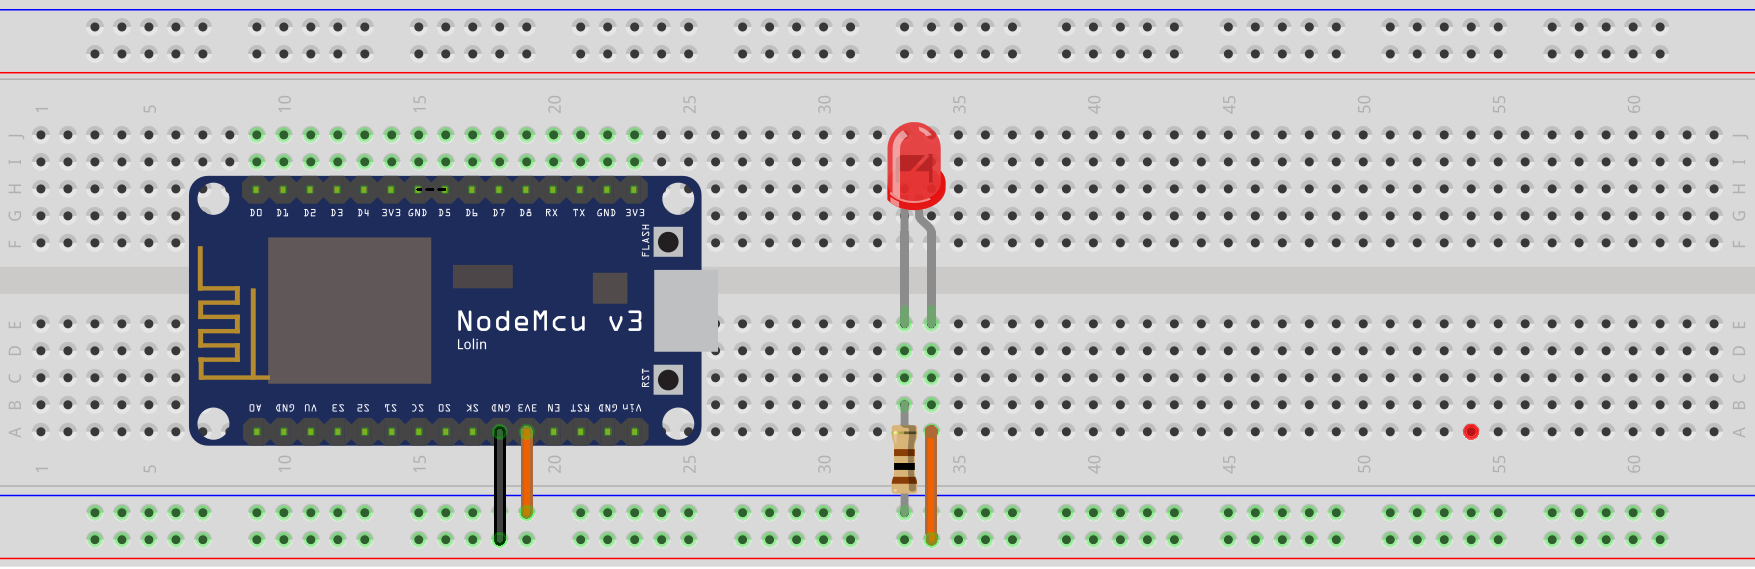 1 5 10 15 20 25 30 35 40 45 50 55 60
J J
I I
H H
D0 D1 D2 D3 D4 3V3 GND D5 D6 D7 D8 RX TX GND 3V3
G G
F FLASH F
NodeMcu v3
E E
Lolin
D D
C RST C
A0 GND VU S3 S2 S1 SC SO SK GND 3V3 EN RST GND Vin
B B
A A
1 5 10 15 20 25 30 35 40 45 50 55 60